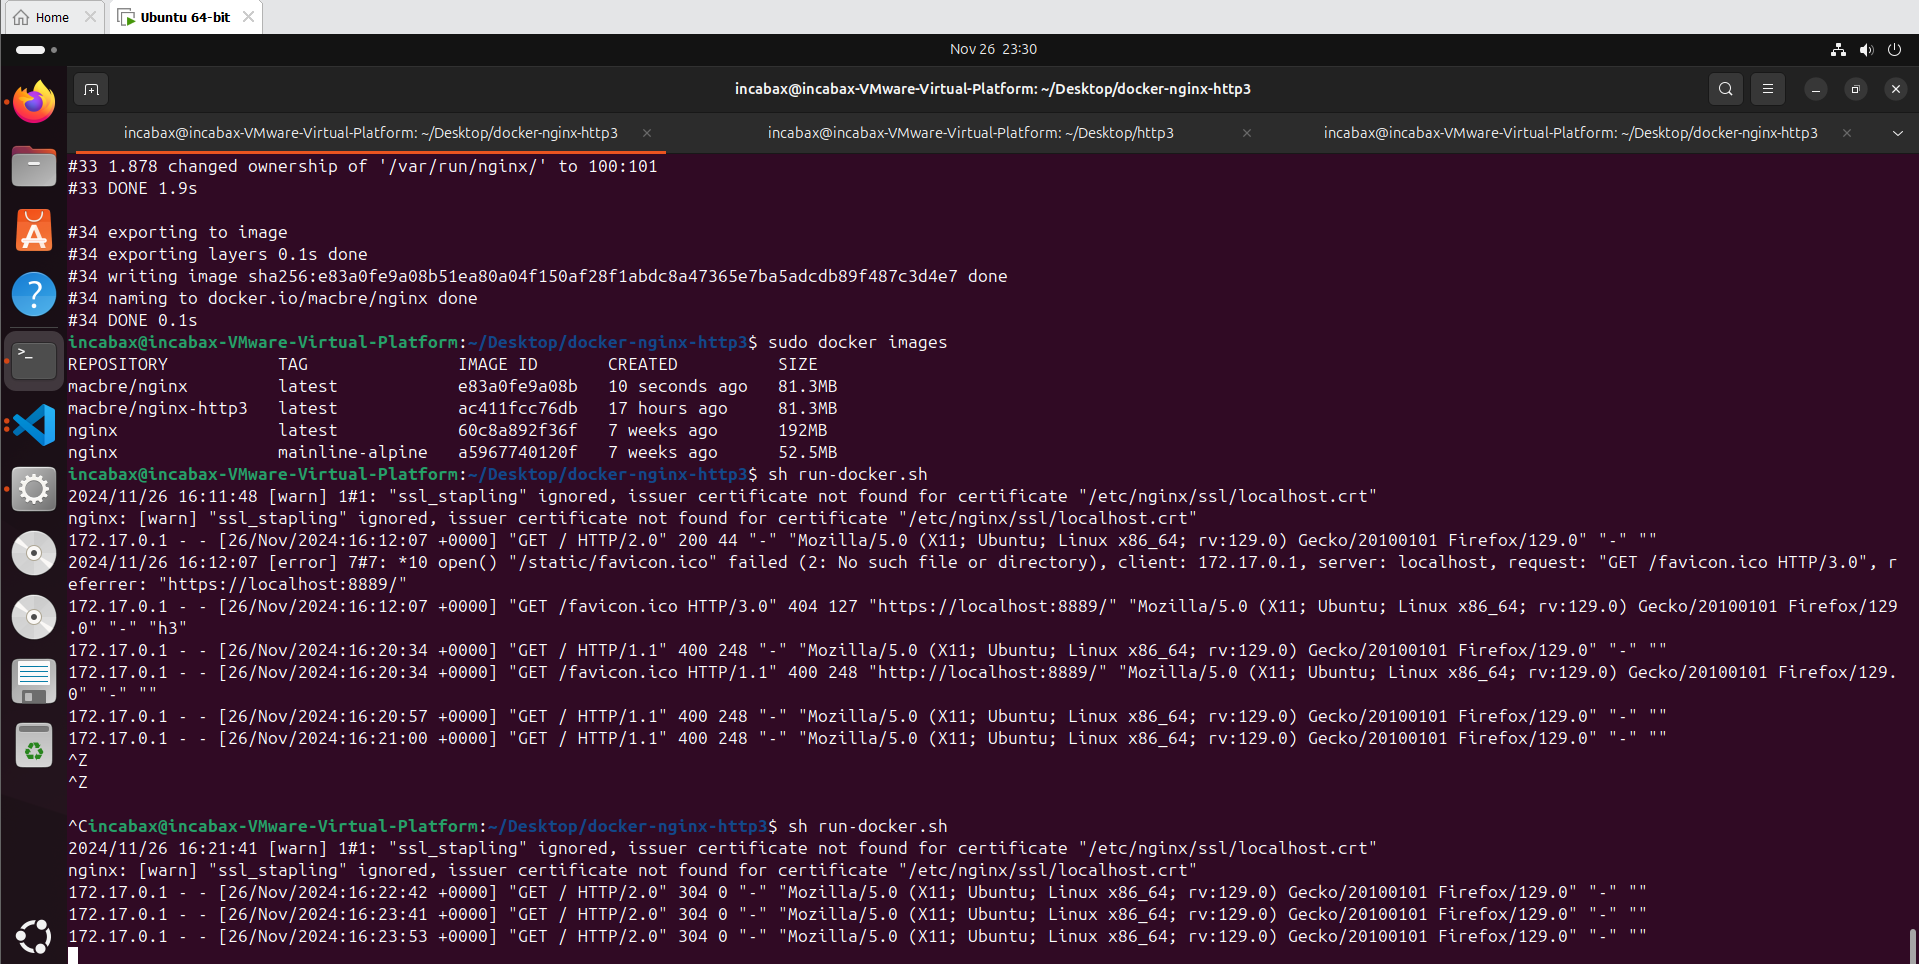 Home
Ubuntu 64-bit
Nov 26 23:30
incabax@incabax-VMware-Virtual-Platform: ~/Desktop/docker-nginx-http3
incabax@incabax-VMware-Virtual-Platform: ~/Desktop/docker-nginx-http3
incabax@incabax-VMware-Virtual-Platform: ~/Desktop/http3
incabax@incabax-VMware-Virtual-Platform: ~/Desktop/docker-nginx-http3
#33 1.878 changed ownership of '/var/run/nginx/' to 100:101
#33 DONE 1.9s
#34 exporting to image
#34 exporting layers 0.1s done
#34 writing image sha256:e83a0fe9a08b51ea80a04f150af28f1abdc8a47365e7ba5adcdb89f487c3d4e7 done
#34 naming to docker.io/macbre/nginx done
#34 DONE 0.1s
incabax@incabax-VMware-Virtual-Platform:~/Desktop/docker-nginx-http3$ sudo docker images
REPOSITORY TAG IMAGE ID CREATED SIZE
macbre/nginx latest e83a0fe9a08b 10 seconds ago 81.3MB
macbre/nginx-http3 latest ac411fcc76db 17 hours ago 81.3MB
nginx latest 60c8a892f36f 7 weeks ago 192MB
nginx mainline-alpine a5967740120f 7 weeks ago 52.5MB
incabax@incabax-VMware-Virtual-Platform:~/Desktop/docker-nginx-http3$ sh run-docker.sh
2024/11/26 16:11:48 [warn] 1#1: "ssl_stapling" ignored, issuer certificate not found for certificate "/etc/nginx/ssl/localhost.crt"
nginx: [warn] "ssl_stapling" ignored, issuer certificate not found for certificate "/etc/nginx/ssl/localhost.crt"
172.17.0.1 - - [26/Nov/2024:16:12:07 +0000] "GET / HTTP/2.0" 200 44 "-" "Mozilla/5.0 (X11; Ubuntu; Linux x86_64; rv:129.0) Gecko/20100101 Firefox/129.0" "-" ""
2024/11/26 16:12:07 [error] 7#7: *10 open() "/static/favicon.ico" failed (2: No such file or directory), client: 172.17.0.1, server: localhost, request: "GET /favicon.ico HTTP/3.0", r
eferrer: "https://localhost:8889/"
172.17.0.1 - - [26/Nov/2024:16:12:07 +0000] "GET /favicon.ico HTTP/3.0" 404 127 "https://localhost:8889/" "Mozilla/5.0 (X11; Ubuntu; Linux x86_64; rv:129.0) Gecko/20100101 Firefox/129
.0" "-" "h3"
172.17.0.1 - - [26/Nov/2024:16:20:34 +0000] "GET / HTTP/1.1" 400 248 "-" "Mozilla/5.0 (X11; Ubuntu; Linux x86_64; rv:129.0) Gecko/20100101 Firefox/129.0" "-" ""
172.17.0.1 - - [26/Nov/2024:16:20:34 +0000] "GET /favicon.ico HTTP/1.1" 400 248 "http://localhost:8889/" "Mozilla/5.0 (X11; Ubuntu; Linux x86_64; rv:129.0) Gecko/20100101 Firefox/129.
0" "-" ""
172.17.0.1 - - [26/Nov/2024:16:20:57 +0000] "GET / HTTP/1.1" 400 248 "-" "Mozilla/5.0 (X11; Ubuntu; Linux x86_64; rv:129.0) Gecko/20100101 Firefox/129.0" "-" ""
172.17.0.1 - - [26/Nov/2024:16:21:00 +0000] "GET / HTTP/1.1" 400 248 "-" "Mozilla/5.0 (X11; Ubuntu; Linux x86_64; rv:129.0) Gecko/20100101 Firefox/129.0" "-" ""
^Z
^Z
^Cincabax@incabax-VMware-Virtual-Platform:~/Desktop/docker-nginx-http3$ sh run-docker.sh
2024/11/26 16:21:41 [warn] 1#1: "ssl_stapling" ignored, issuer certificate not found for certificate "/etc/nginx/ssl/localhost.crt"
nginx: [warn] "ssl_stapling" ignored, issuer certificate not found for certificate "/etc/nginx/ssl/localhost.crt"
172.17.0.1 - - [26/Nov/2024:16:22:42 +0000] "GET / HTTP/2.0" 304 0 "-" "Mozilla/5.0 (X11; Ubuntu; Linux x86_64; rv:129.0) Gecko/20100101 Firefox/129.0" "-" ""
172.17.0.1 - - [26/Nov/2024:16:23:41 +0000] "GET / HTTP/2.0" 304 0 "-" "Mozilla/5.0 (X11; Ubuntu; Linux x86_64; rv:129.0) Gecko/20100101 Firefox/129.0" "-" ""
172.17.0.1 - - [26/Nov/2024:16:23:53 +0000] "GET / HTTP/2.0" 304 0 "-" "Mozilla/5.0 (X11; Ubuntu; Linux x86_64; rv:129.0) Gecko/20100101 Firefox/129.0" "-" ""